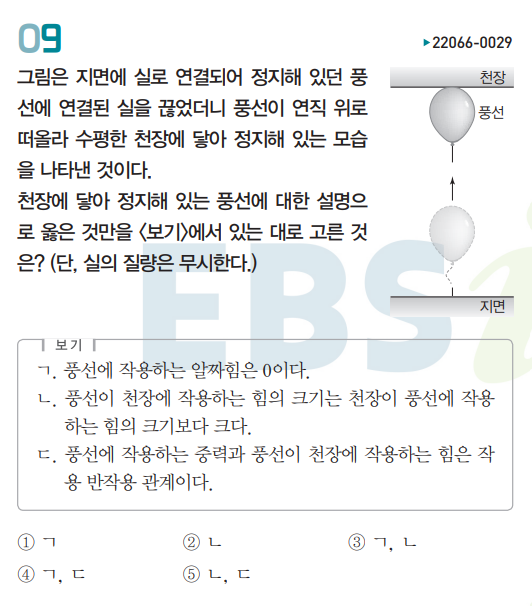 09
▶22066-0029
그림은 지면에 실로 연결되어 정지해 있던 풍
선에 연결된 실을 끊었더니 풍선이 연직 위로
떠올라 수평한 천장에 닿아 정지해 있는 모습
을 나타낸 것이다.
천장에 닿아 정지해 있는 풍선에 대한 설명으
로 옳은 것만을 〈보기〉에서 있는 대로 고른 것
은? (단, 실의 질량은 무시한다.)
천장
풍선
지면
EBSi
보기
ㄱ. 풍선에 작용하는 알짜힘은 0이다.
ㄴ. 풍선이 천장에 작용하는 힘의 크기는 천장이 풍선에 작용
하는 힘의 크기보다 크다.
ㄷ. 풍선에 작용하는 중력과 풍선이 천장에 작용하는 힘은 작
용 반작용 관계이다.
① ㄱ ② ㄴ ③ ㄱ, ㄴ
④ ㄱ, ㄷ ⑤ ㄴ, ㄷ